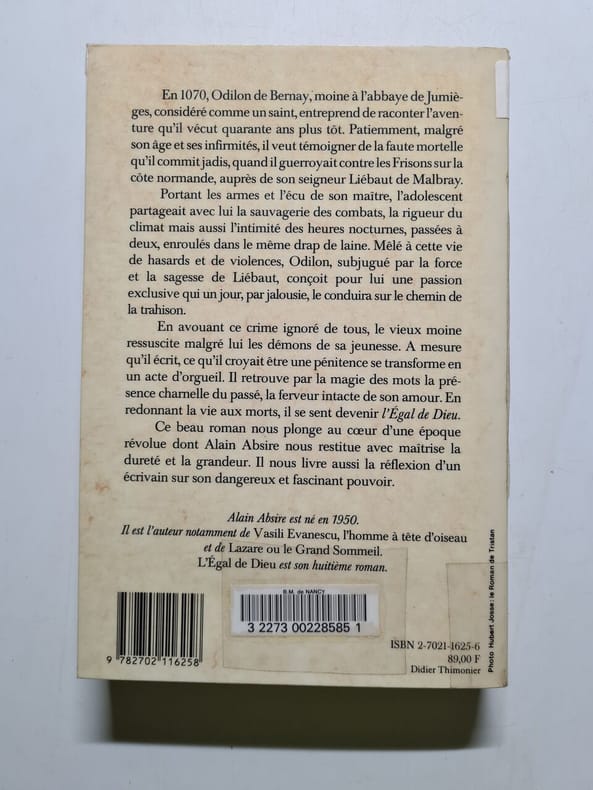 En 1070, Odilon de Bernay, moine à l'abbaye de Jumiè-
ges, considéré comme un saint, entreprend de raconter l'aven-
ture qu'il vécut quarante ans plus tôt. Patiemment, malgré
son âge et ses infirmités, il veut témoigner de la faute mortelle
qu'il commit jadis, quand il guerroyait contre les Frisons sur la
côte normande, auprès de son seigneur Liébaut de Malbray.
Portant les armes et l'écu de son maître, l'adolescent
partageait avec lui la sauvagerie des combats, la rigueur du
climat mais aussi l'intimité des heures nocturnes, passées à
deux, enroulés dans le même drap de laine. Mêlé à cette vie
de hasards et de violences, Odilon, subjugué par la force
et la sagesse de Liébaut, conçoit pour lui une passion
exclusive qui un jour, par jalousie, le conduira sur le chemin de
la trahison.
En avouant ce crime ignoré de tous, le vieux moine
ressuscite malgré lui les démons de sa jeunesse. A mesure
qu'il écrit, ce qu'il croyait être une pénitence se transforme en
un acte d'orgueil. Il retrouve par la magie des mots la pré-
sence charnelle du passé, la ferveur intacte de son amour. En
redonnant la vie aux morts, il se sent devenir l'Égal de Dieu.
Ce beau roman nous plonge au cœur d'une époque
révolue dont Alain Absire nous restitue avec maîtrise la
dureté et la grandeur. Il nous livre aussi la réflexion d'un
écrivain sur son dangereux et fascinant pouvoir.
Alain Absire est né en 1950.
Il est l'auteur notamment de Vasili Evanescu, l'homme à tête d'oiseau
et de Lazare ou le Grand Sommeil.
L'Égal de Dieu est son huitième roman.
B.M. de NANCY
3 2273 00228585 1
9 782702 116258
ISBN 2-7021-1625-6
89,00 F
Didier Thimonier
Photo Hubert Josse : le Roman de Tristan